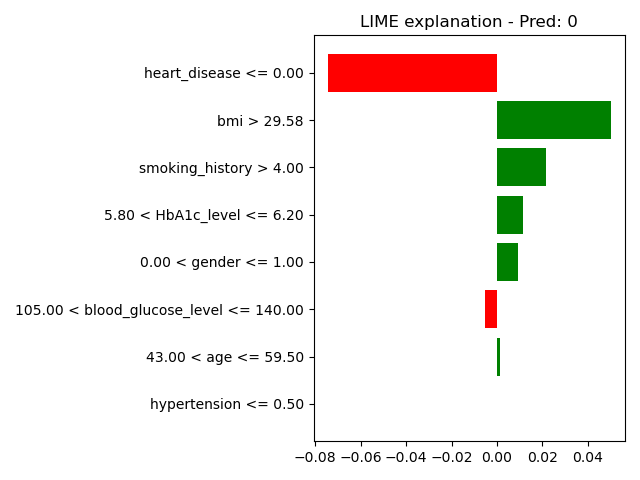 LIME explanation - Pred: 0
heart_disease <= 0.00
bmi > 29.58
smoking_history > 4.00
5.80 < HbA1c_level <= 6.20
0.00 < gender <= 1.00
105.00 < blood_glucose_level <= 140.00
43.00 < age <= 59.50
hypertension <= 0.50
−0.08 −0.06 −0.04 −0.02 0.00 0.02 0.04